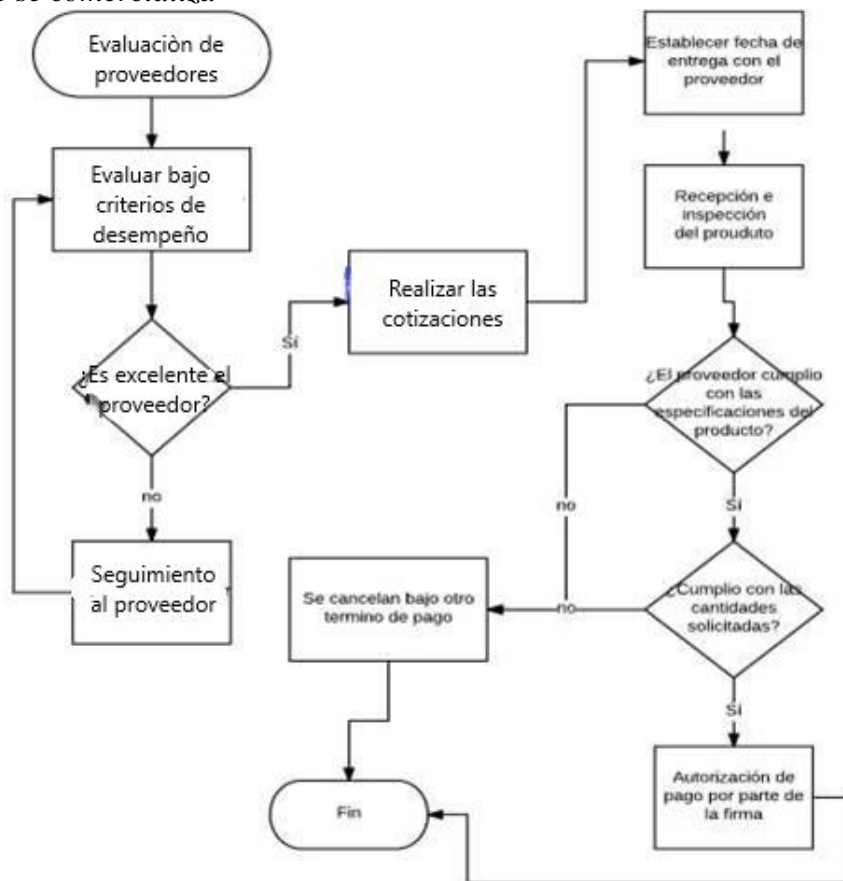 Evaluaciòn de
proveedores
Evaluar bajo
criterios de
desempeño
¿Es excelente el
proveedor?
no
Seguimiento
al proveedor
Sí
Realizar las
cotizaciones
Establecer fecha de
entrega con el
proveedor
Recepción e
inspección
del prouduto
¿El proveedor cumplio
con las
especificaciones del
producto?
no
Sí
¿Cumplio con las
cantidades
solicitadas?
no
Se cancelan bajo otro
termino de pago
Sí
Autorización de
pago por parte de
la firma
Fin